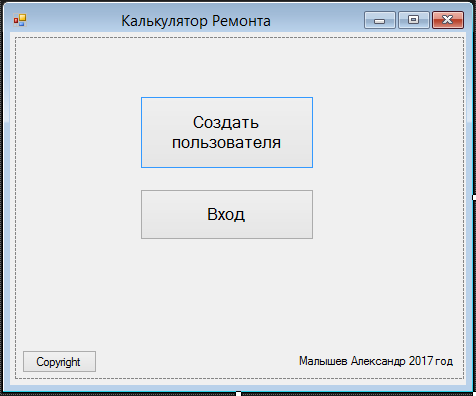 Калькулятор Ремонта
Создать
пользователя
Вход
Copyright
Малышев Александр 2017 год